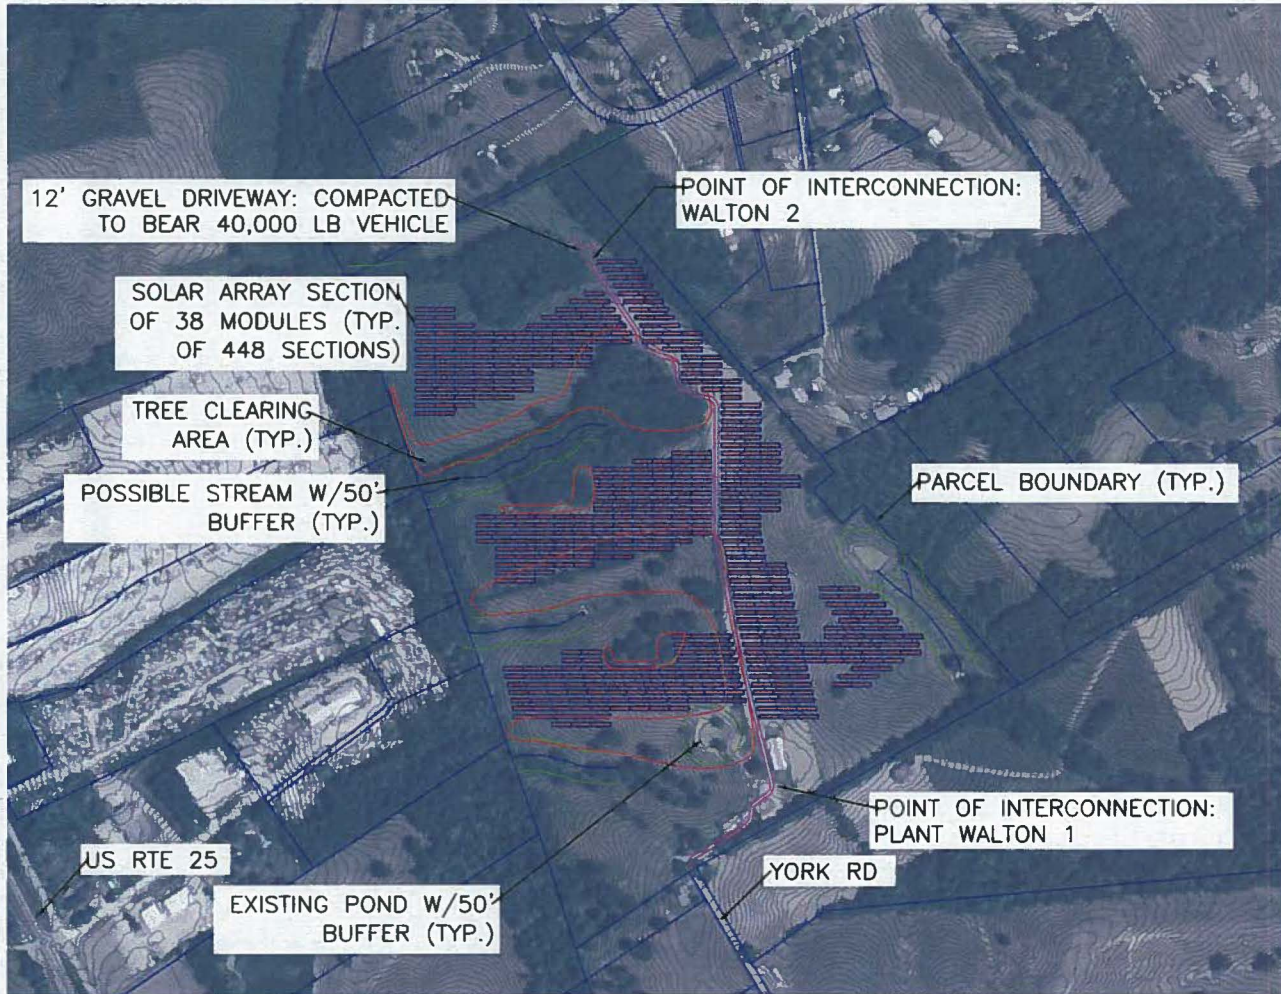 12' GRAVEL DRIVEWAY: COMPACTED
TO BEAR 40,000 LB VEHICLE
POINT OF INTERCONNECTION:
WALTON 2
SOLAR ARRAY SECTION
OF 38 MODULES (TYP.
OF 448 SECTIONS)
TREE CLEARING
AREA (TYP.)
POSSIBLE STREAM W/50'
BUFFER (TYP.)
PARCEL BOUNDARY (TYP.)
POINT OF INTERCONNECTION:
PLANT WALTON 1
US RTE 25
YORK RD
EXISTING POND W/50'
BUFFER (TYP.)